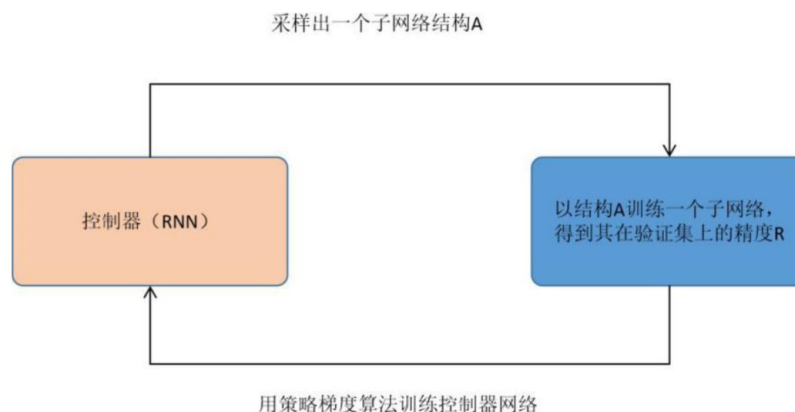 采样出一个子网络结构A
控制器（RNN）
以结构A训练一个子网络，
得到其在验证集上的精度R
用策略梯度算法训练控制器网络